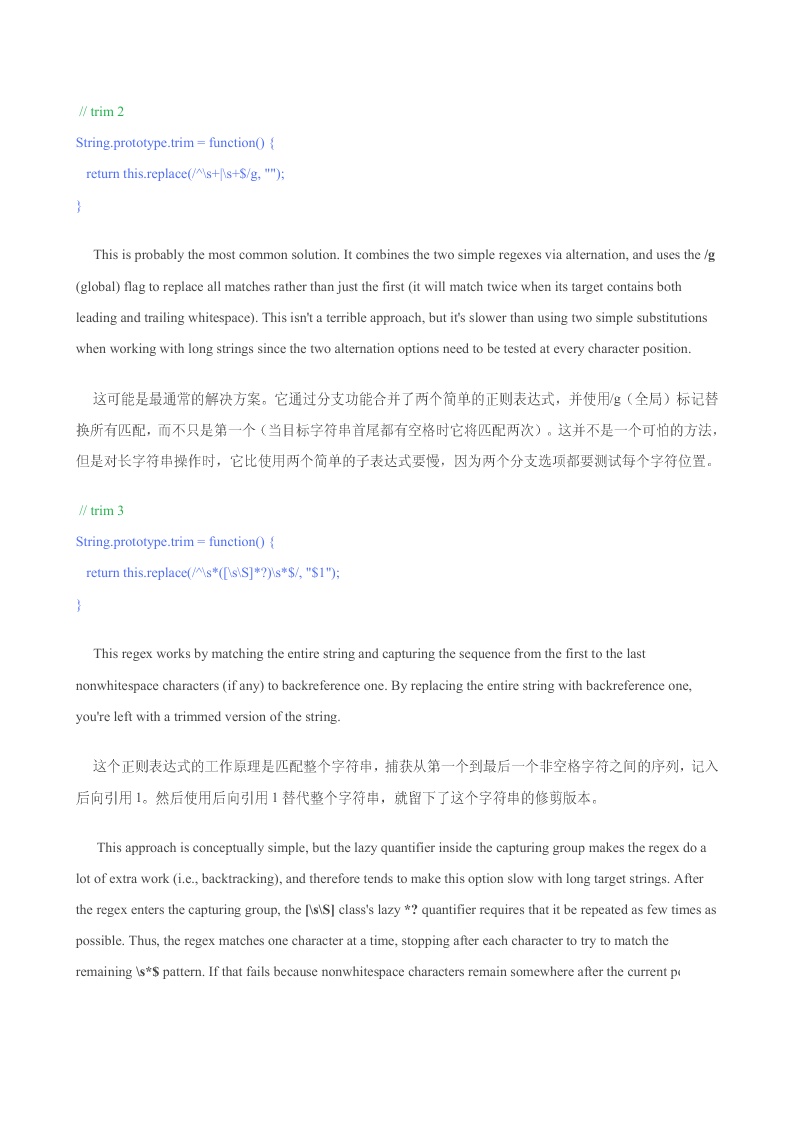 // trim 2
String.prototype.trim = function() {
return this.replace(/^\s+|\s+$/g, "");
}
This is probably the most common solution. It combines the two simple regexes via alternation, and uses the /g
(global) flag to replace all matches rather than just the first (it will match twice when its target contains both
leading and trailing whitespace). This isn't a terrible approach, but it's slower than using two simple substitutions
when working with long strings since the two alternation options need to be tested at every character position.
这可能是最通常的解决方案。它通过分支功能合并了两个简单的正则表达式，并使用/g（全局）标记替
换所有匹配，而不只是第一个（当目标字符串首尾都有空格时它将匹配两次）。这并不是一个可怕的方法，
但是对长字符串操作时，它比使用两个简单的子表达式要慢，因为两个分支选项都要测试每个字符位置。
// trim 3
String.prototype.trim = function() {
return this.replace(/^\s*([\s\S]*?)\s*$/, "$1");
}
This regex works by matching the entire string and capturing the sequence from the first to the last
nonwhitespace characters (if any) to backreference one. By replacing the entire string with backreference one,
you're left with a trimmed version of the string.
这个正则表达式的工作原理是匹配整个字符串，捕获从第一个到最后一个非空格字符之间的序列，记入
后向引用 1。然后使用后向引用 1 替代整个字符串，就留下了这个字符串的修剪版本。
This approach is conceptually simple, but the lazy quantifier inside the capturing group makes the regex do a
lot of extra work (i.e., backtracking), and therefore tends to make this option slow with long target strings. After
the regex enters the capturing group, the [\s\S] class's lazy *? quantifier requires that it be repeated as few times as
possible. Thus, the regex matches one character at a time, stopping after each character to try to match the
remaining \s*$ pattern. If that fails because nonwhitespace characters remain somewhere after the current